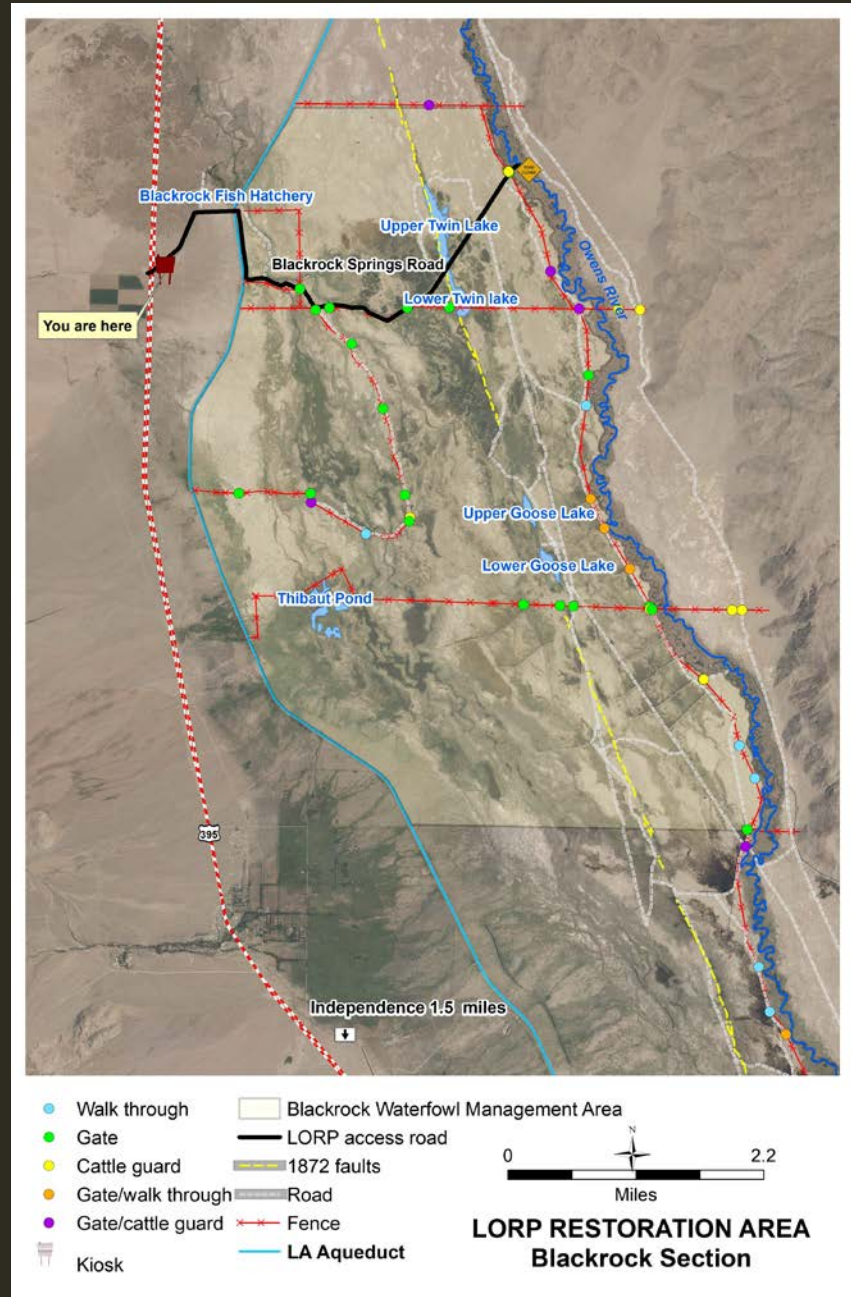 Blackrock Fish Hatchery
Upper Twin Lake
Blackrock Springs Road
Owens River
Lower Twin lake
You are here
Upper Goose Lake
Lower Goose Lake
Thibaut Pond
395
Independence 1.5 miles
Walk through
Gate
Cattle guard
Gate/walk through
Gate/cattle guard
Kiosk
Blackrock Waterfowl Management Area
LORP access road
1872 faults
Road
Fence
LA Aqueduct
N
0 2.2
Miles
LORP RESTORATION AREA
Blackrock Section